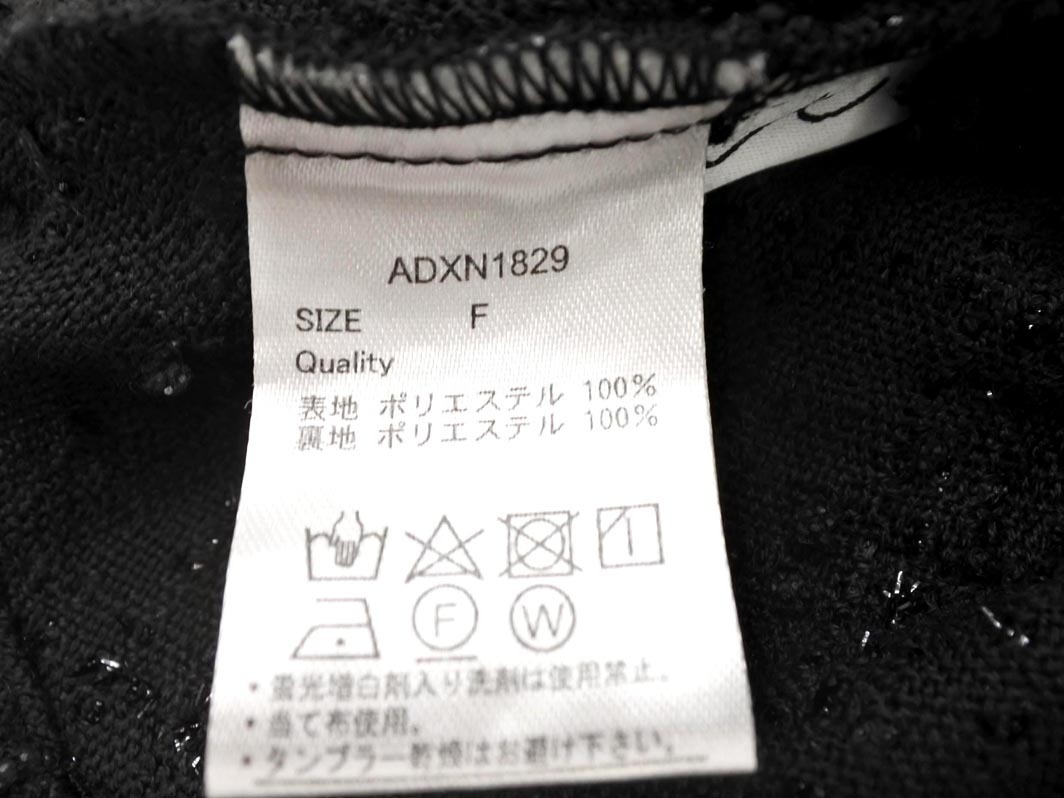 ADXN1829
SIZE F
Quality
表地 ポリエステル 100%
裏地 ポリエステル 100%
F W
・蛍光増白剤入り洗剤は使用禁止。
・当て布使用。
・タンブラー乾燥はお避け下さい。